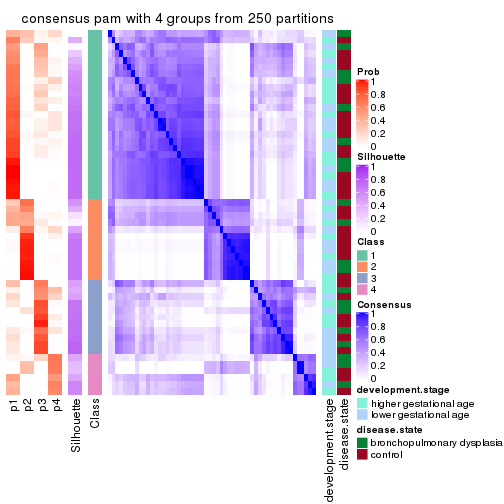 consensus pam with 4 groups from 250 partitions
Prob
1
0.8
0.6
0.4
0.2
0
Silhouette
1
0.8
0.6
0.4
0.2
0
Class
1
2
3
4
Consensus
1
0.8
0.6
0.4
0.2
0
development.stage
higher gestational age
lower gestational age
disease.state
bronchopulmonary dysplasia
control
p1
p2
p3
p4
Silhouette
Class
development.stage
disease.state